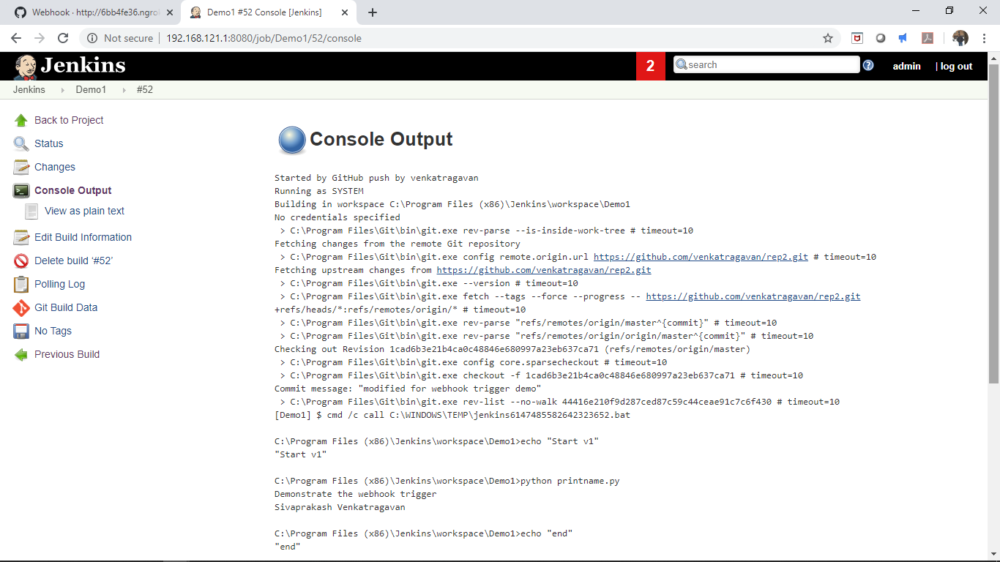 Webhook · http://6bb4fe36.ngro
Demo1 #52 Console [Jenkins]
Not secure
192.168.121.1:8080/job/Demo1/52/console
Jenkins
2
search
admin
| log out
Jenkins
Demo1
#52
Back to Project
Status
Changes
Console Output
View as plain text
Edit Build Information
Delete build ‘#52’
Polling Log
Git Build Data
No Tags
Previous Build
Console Output
Started by GitHub push by venkatragavan
Running as SYSTEM
Building in workspace C:\Program Files (x86)\Jenkins\workspace\Demo1
No credentials specified
> C:\Program Files\Git\bin\git.exe rev-parse --is-inside-work-tree # timeout=10
Fetching changes from the remote Git repository
> C:\Program Files\Git\bin\git.exe config remote.origin.url https://github.com/venkatragavan/rep2.git # timeout=10
Fetching upstream changes from https://github.com/venkatragavan/rep2.git
> C:\Program Files\Git\bin\git.exe --version # timeout=10
> C:\Program Files\Git\bin\git.exe fetch --tags --force --progress -- https://github.com/venkatragavan/rep2.git
+refs/heads/*:refs/remotes/origin/* # timeout=10
> C:\Program Files\Git\bin\git.exe rev-parse "refs/remotes/origin/master^{commit}" # timeout=10
> C:\Program Files\Git\bin\git.exe rev-parse "refs/remotes/origin/origin/master^{commit}" # timeout=10
Checking out Revision 1cad6b3e21b4ca0c48846e680997a23eb637ca71 (refs/remotes/origin/master)
> C:\Program Files\Git\bin\git.exe config core.sparsecheckout # timeout=10
> C:\Program Files\Git\bin\git.exe checkout -f 1cad6b3e21b4ca0c48846e680997a23eb637ca71 # timeout=10
Commit message: "modified for webhook trigger demo"
> C:\Program Files\Git\bin\git.exe rev-list --no-walk 44416e210f9d287ced87c59c44ceae91c7c6f430 # timeout=10
[Demo1] $ cmd /c call C:\WINDOWS\TEMP\jenkins6147485582642323652.bat
C:\Program Files (x86)\Jenkins\workspace\Demo1>echo "Start v1"
"Start v1"
C:\Program Files (x86)\Jenkins\workspace\Demo1>python printname.py
Demonstrate the webhook trigger
Sivaprakash Venkatragavan
C:\Program Files (x86)\Jenkins\workspace\Demo1>echo "end"
"end"